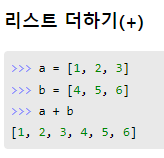 리스트 더하기(+)
>>> a = [1, 2, 3]
>>> b = [4, 5, 6]
>>> a + b
[1, 2, 3, 4, 5, 6]